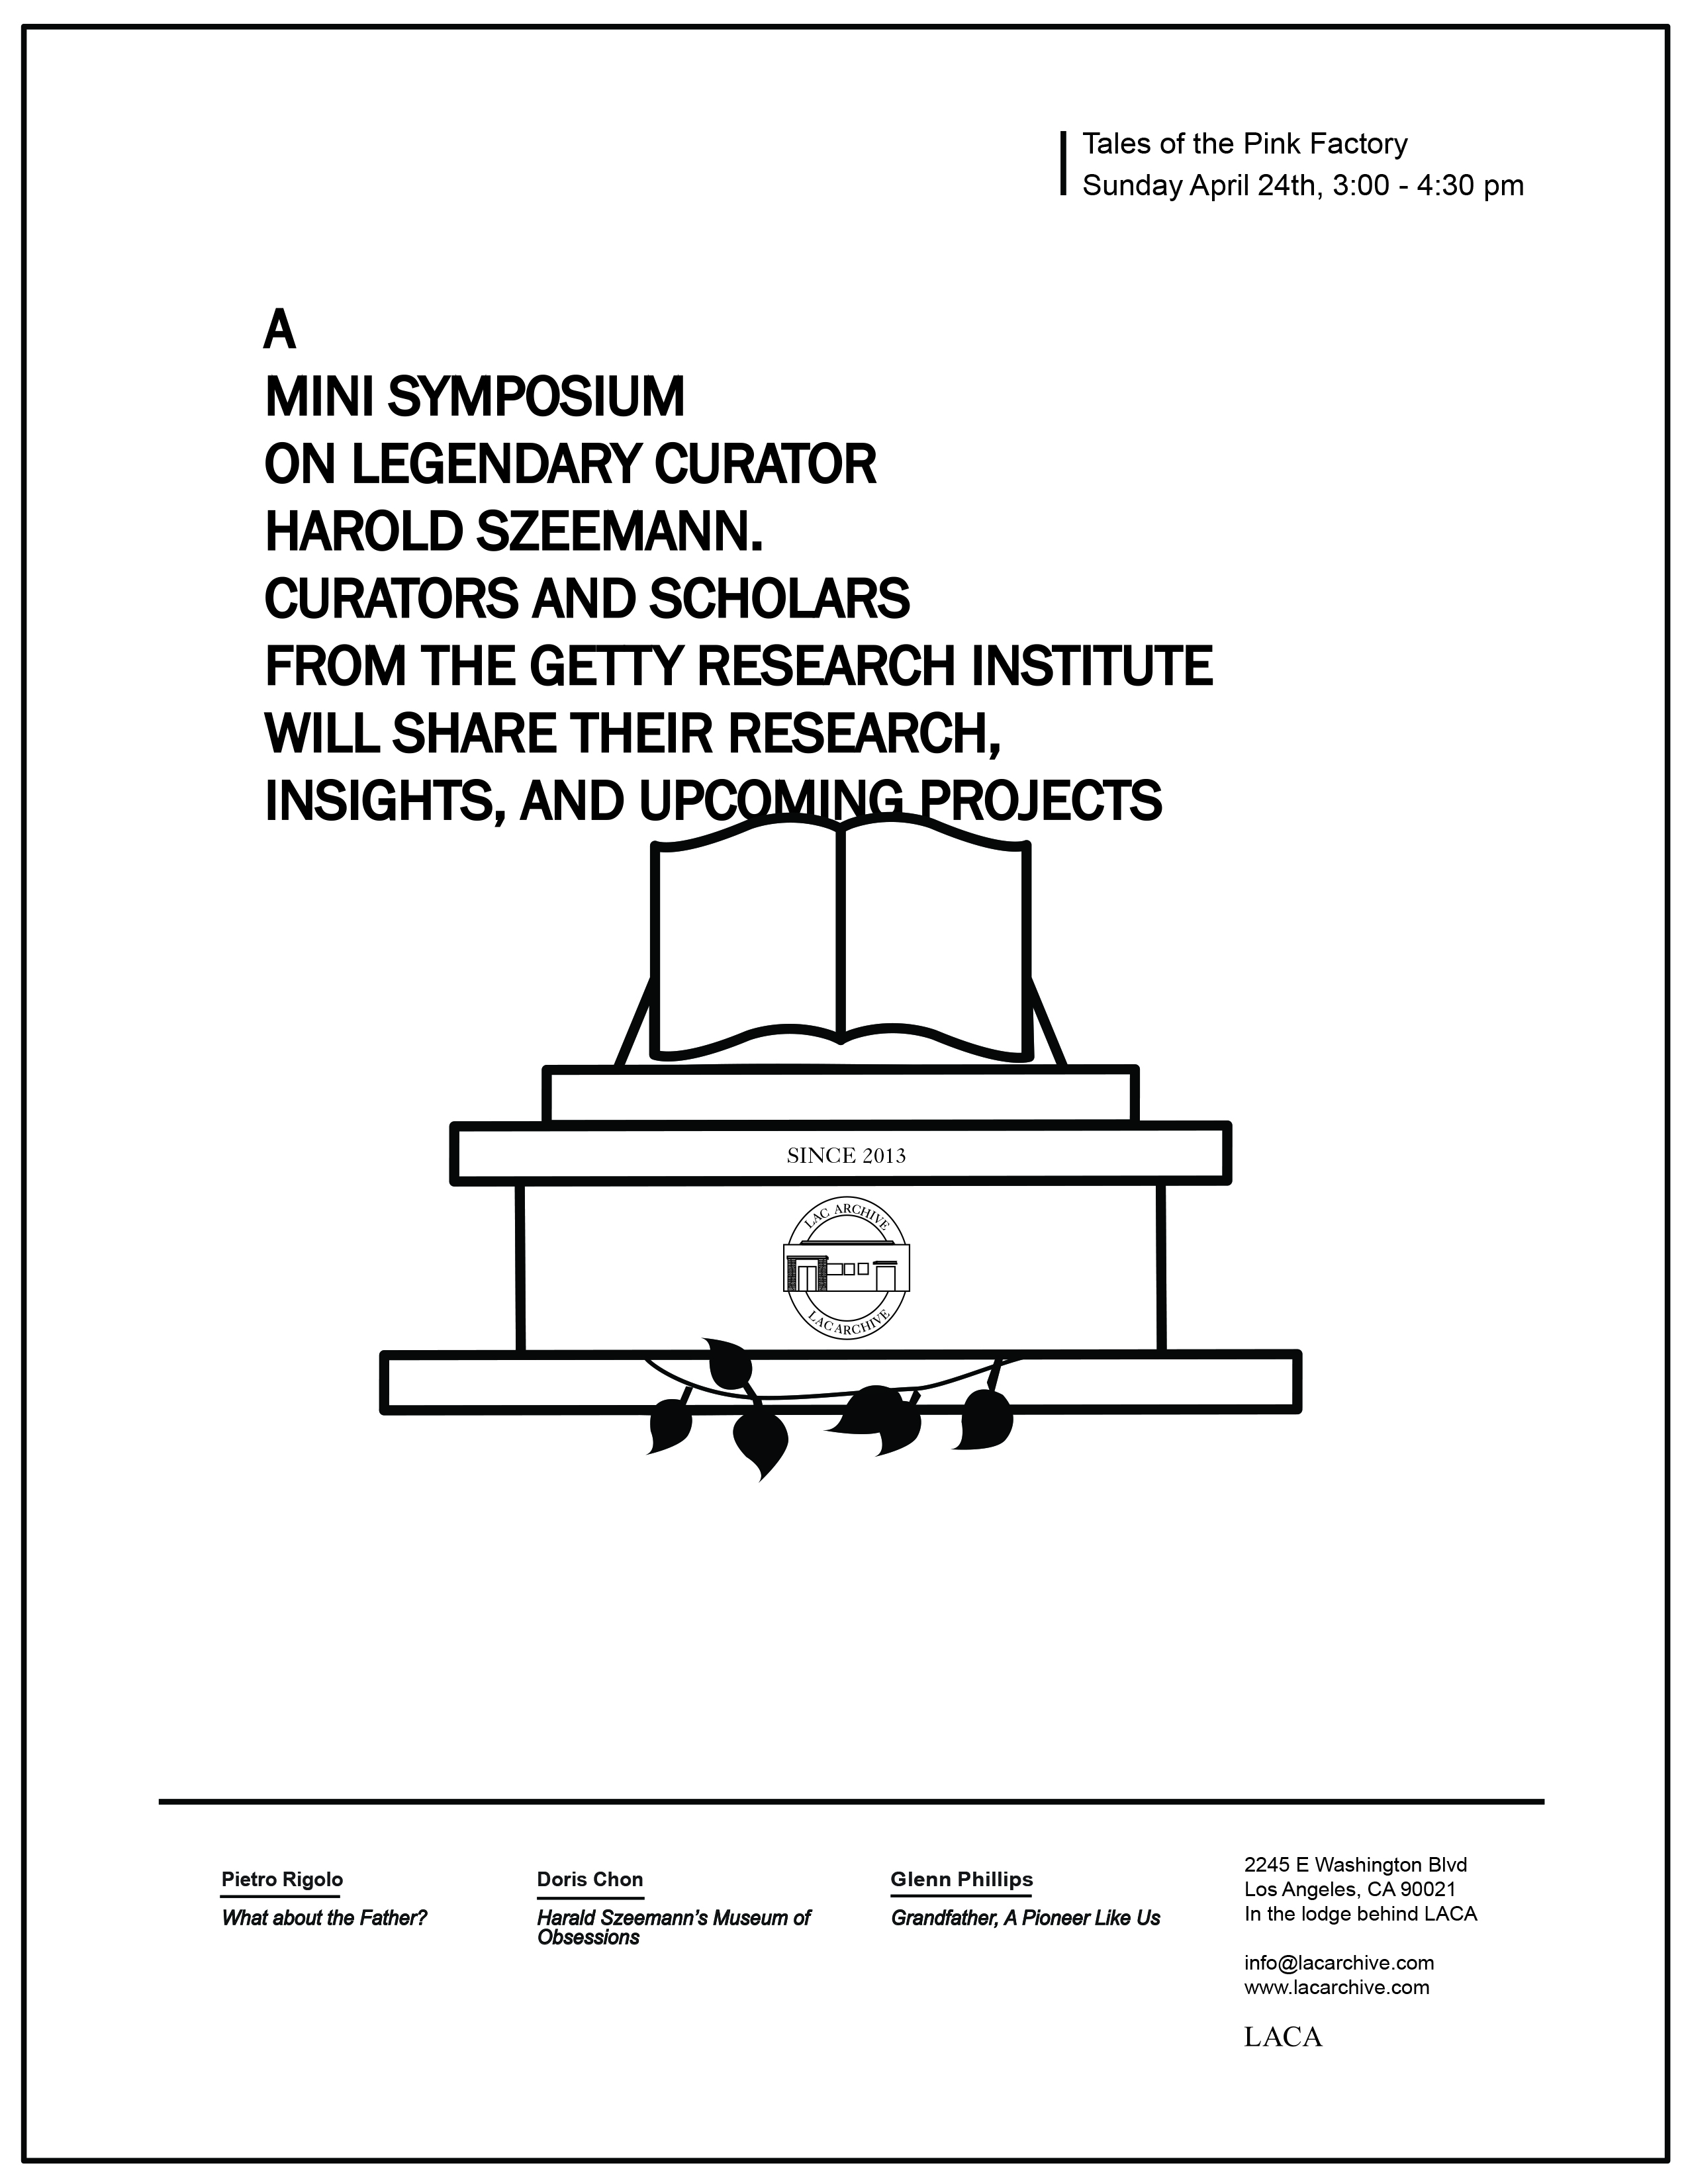 Tales of the Pink Factory
Sunday April 24th, 3:00 - 4:30 pm
A
MINI SYMPOSIUM
ON LEGENDARY CURATOR
HAROLD SZEEMANN.
CURATORS AND SCHOLARS
FROM THE GETTY RESEARCH INSTITUTE
WILL SHARE THEIR RESEARCH,
INSIGHTS, AND UPCOMING PROJECTS
SINCE 2013
LAC ARCHIVE
LAC ARCHIVE
Pietro Rigolo
What about the Father?
Doris Chon
Harald Szeemann’s Museum of
Obsessions
Glenn Phillips
Grandfather, A Pioneer Like Us
2245 E Washington Blvd
Los Angeles, CA 90021
In the lodge behind LACA
info@lacarchive.com
www.lacarchive.com
LACA